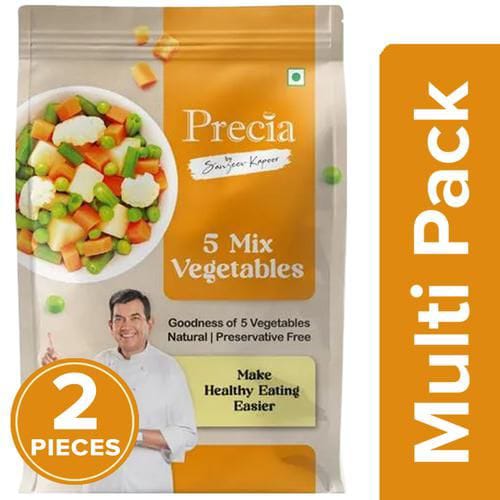 Precia
by
Sanjeev Kapoor
5 Mix
Vegetables
Goodness of 5 Vegetables
Natural | Preservative Free
Make
Healthy Eating
Easier
2
PIECES
Multi Pack